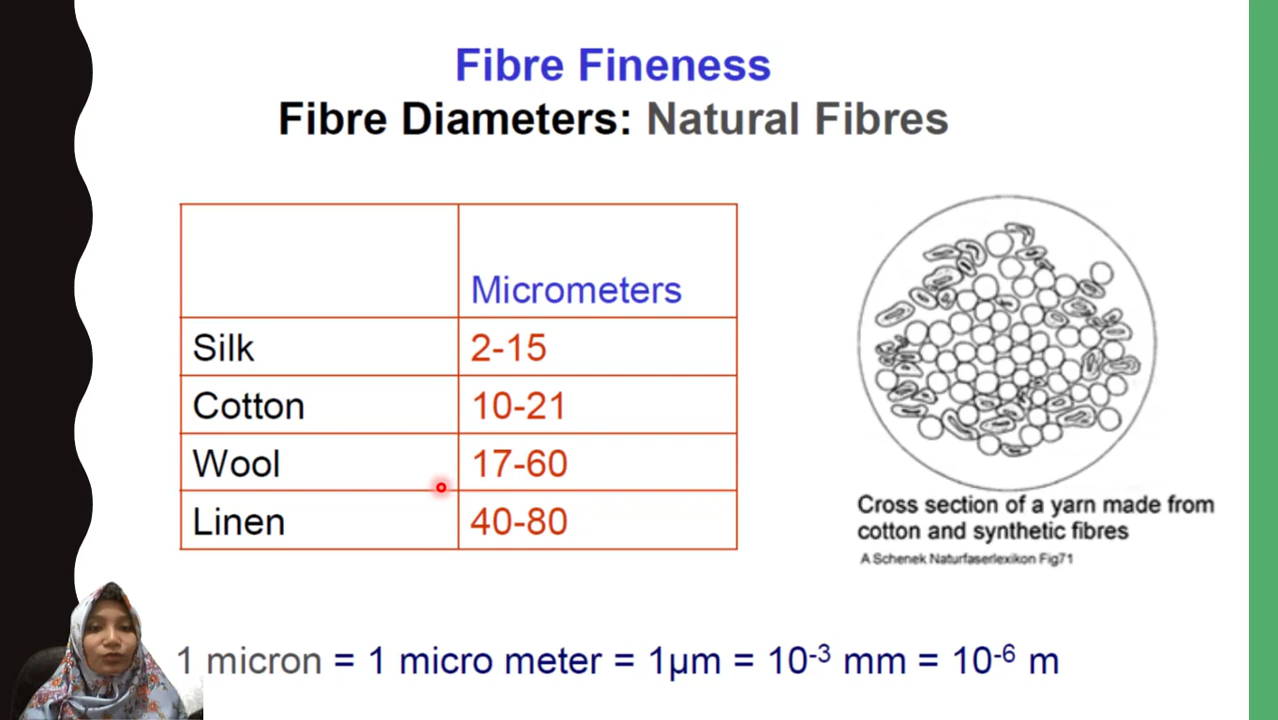 Fibre Fineness
Fibre Diameters: Natural Fibres
Micrometers
Silk 2-15
Cotton 10-21
Wool 17-60
Linen 40-80
Cross section of a yarn made from
cotton and synthetic fibres
A Schenek Naturfaserlexikon Fig71
1 micron = 1 micro meter = 1µm = 10⁻³ mm = 10⁻⁶ m